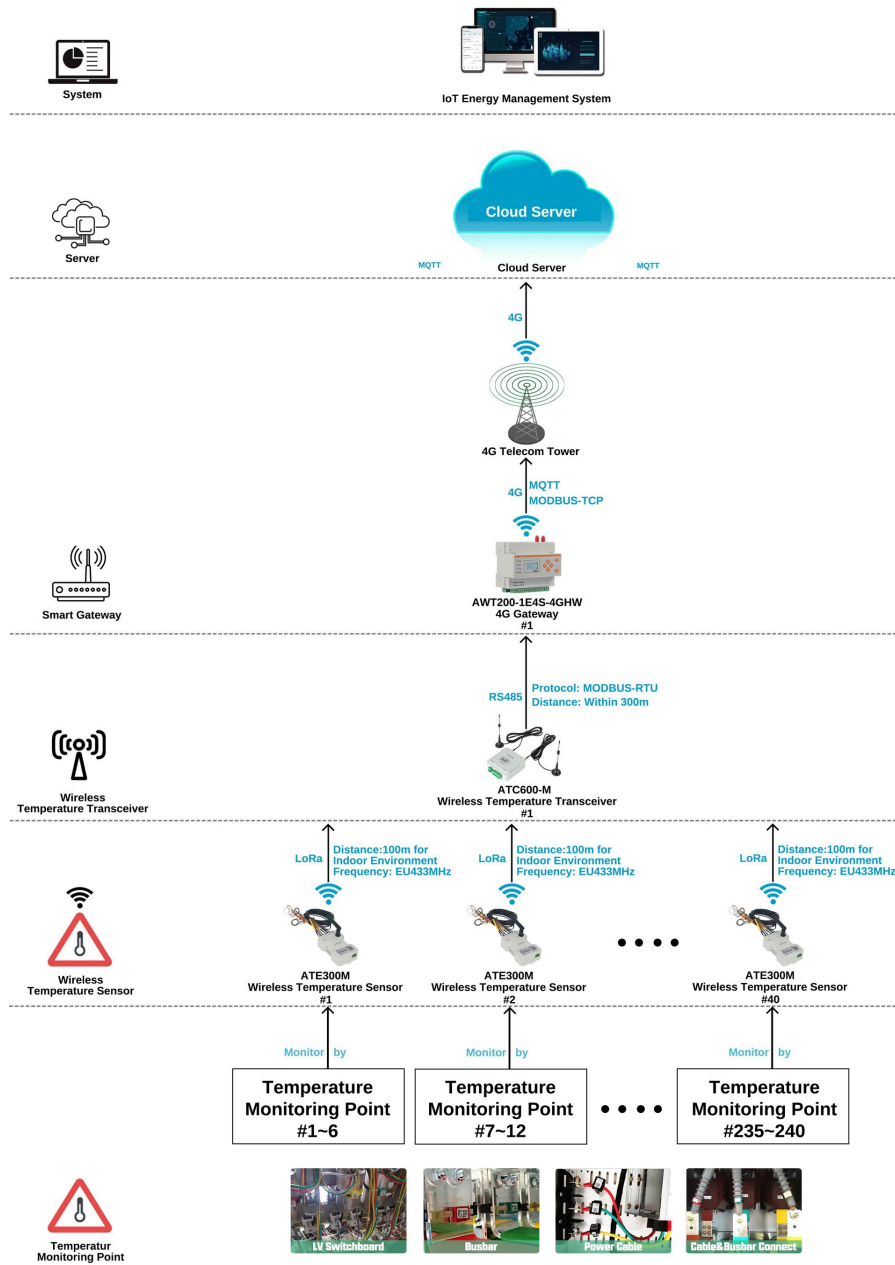 System
IoT Energy Management System
Cloud Server
Server
MQTT
Cloud Server
MQTT
4G
4G Telecom Tower
4G
MQTT
MODBUS-TCP
Smart Gateway
AWT200-1E4S-4GHW
4G Gateway
#1
RS485
Protocol: MODBUS-RTU
Distance: Within 300m
Wireless
Temperature Transceiver
ATC600-M
Wireless Temperature Transceiver
#1
LoRa
Distance:100m for
Indoor Environment
Frequency: EU433MHz
LoRa
Distance:100m for
Indoor Environment
Frequency: EU433MHz
LoRa
Distance:100m for
Indoor Environment
Frequency: EU433MHz
Wireless
Temperature Sensor
ATE300M
Wireless Temperature Sensor
#1
ATE300M
Wireless Temperature Sensor
#2
ATE300M
Wireless Temperature Sensor
#40
Monitor by
Monitor by
Monitor by
Temperature
Monitoring Point
#1~6
Temperature
Monitoring Point
#7~12
Temperature
Monitoring Point
#235~240
Temperatur
Monitoring Point
LV Switchboard
Busbar
Power Cable
Cable&Busbar Connect